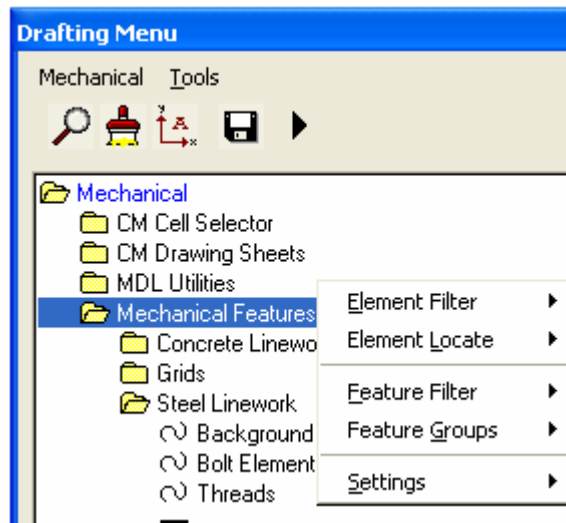 Drafting Menu
Mechanical Tools
Mechanical
CM Cell Selector
CM Drawing Sheets
MDL Utilities
Mechanical Features
Concrete Linewo
Grids
Steel Linework
Background
Bolt Element
Threads
Element Filter
Element Locate
Feature Filter
Feature Groups
Settings